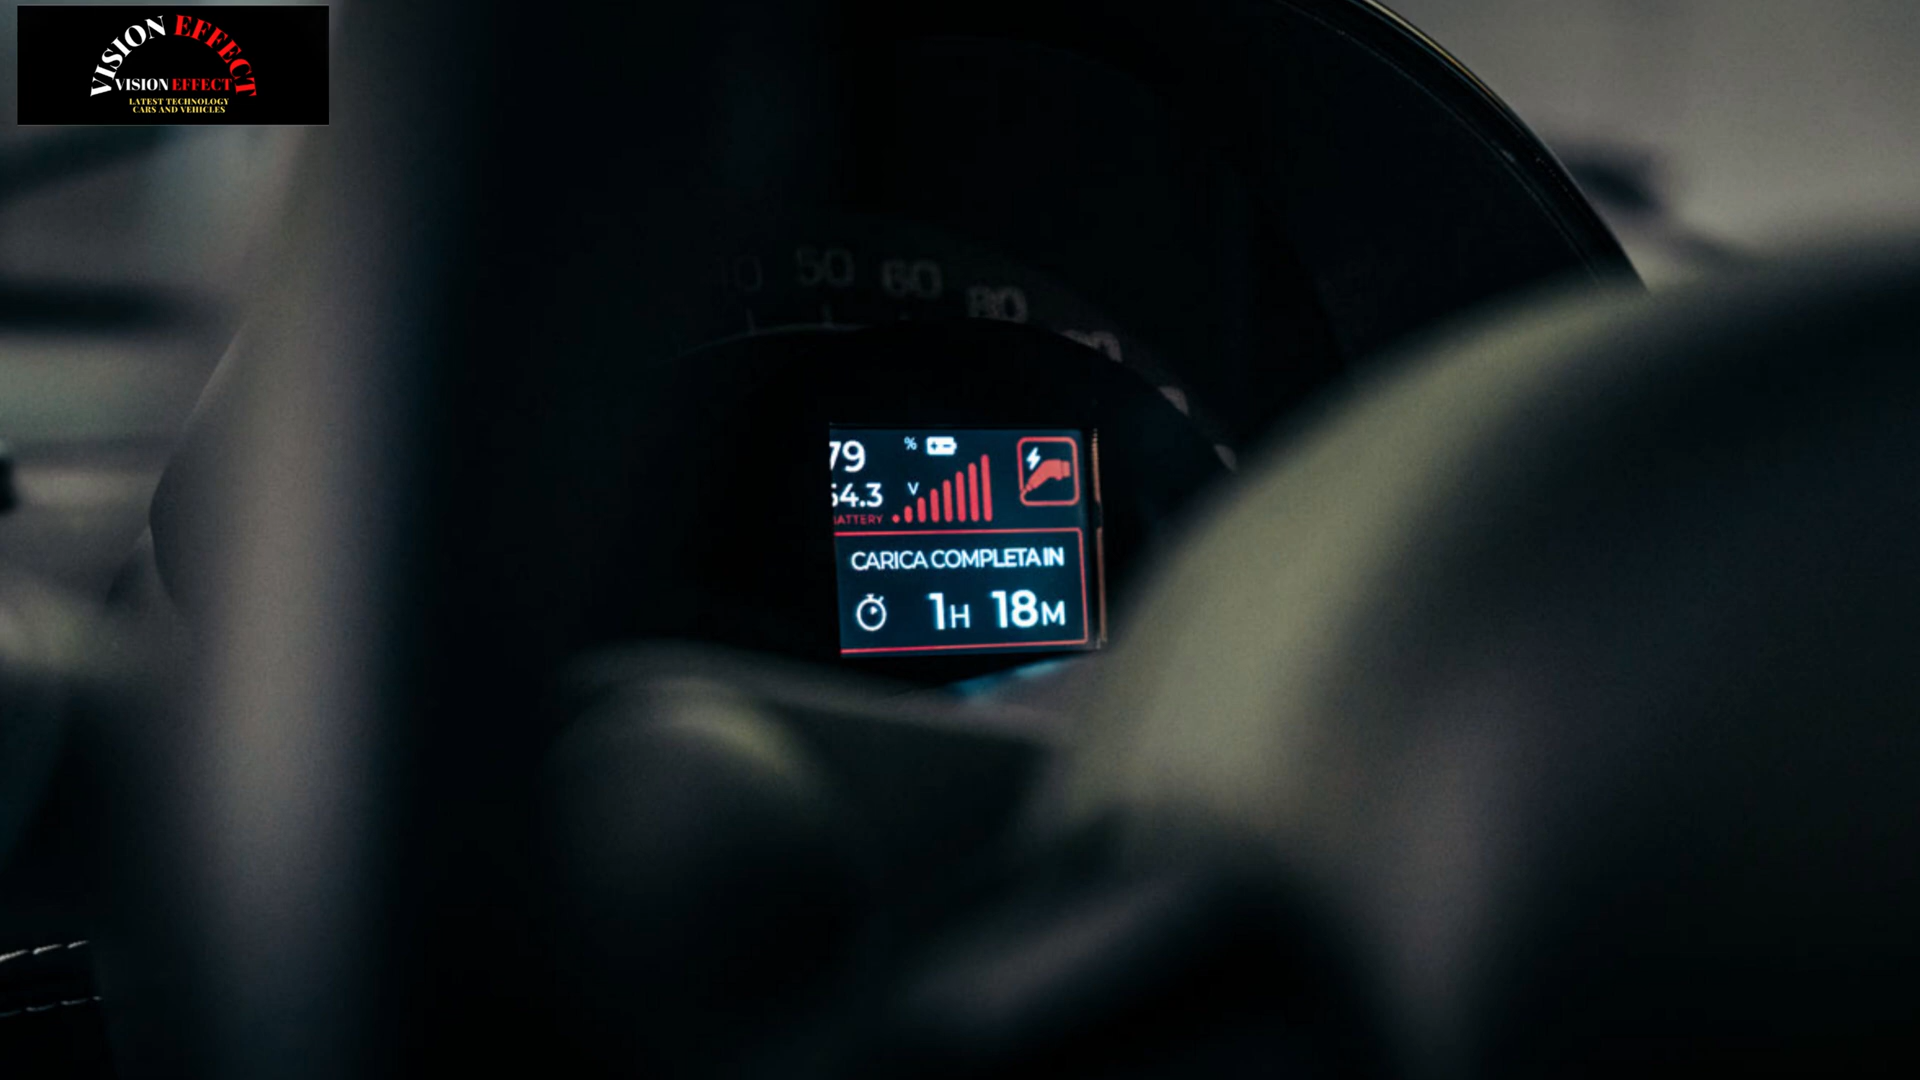 VISION EFFECT
VISION EFFECT
LATEST TECHNOLOGY
CARS AND VEHICLES
50 60 80
79 %
54.3 V
BATTERY
CARICA COMPLETA IN
1H 18M